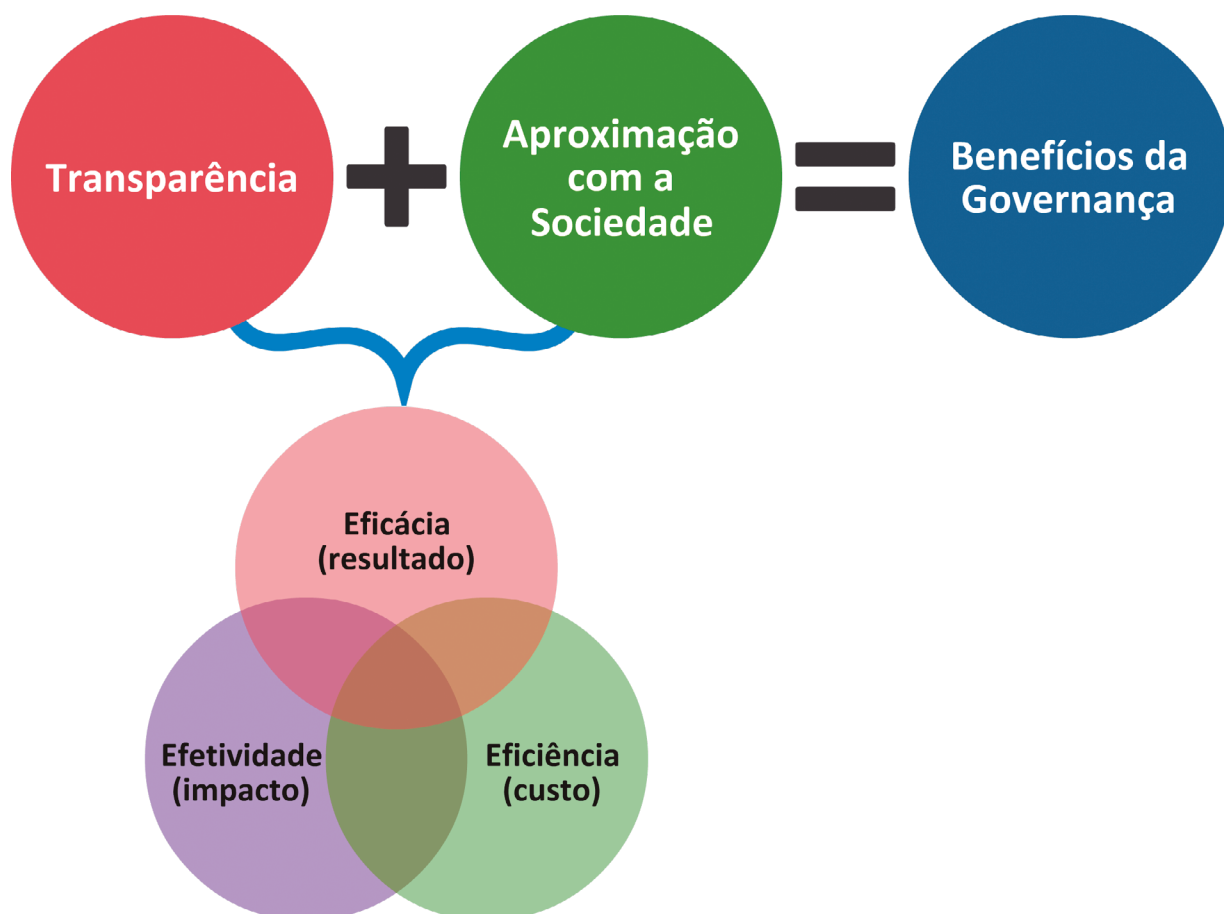 Transparência
Aproximação
com a
Sociedade
Benefícios da
Governança
Eficácia
(resultado)
Efetividade
(impacto)
Eficiência
(custo)